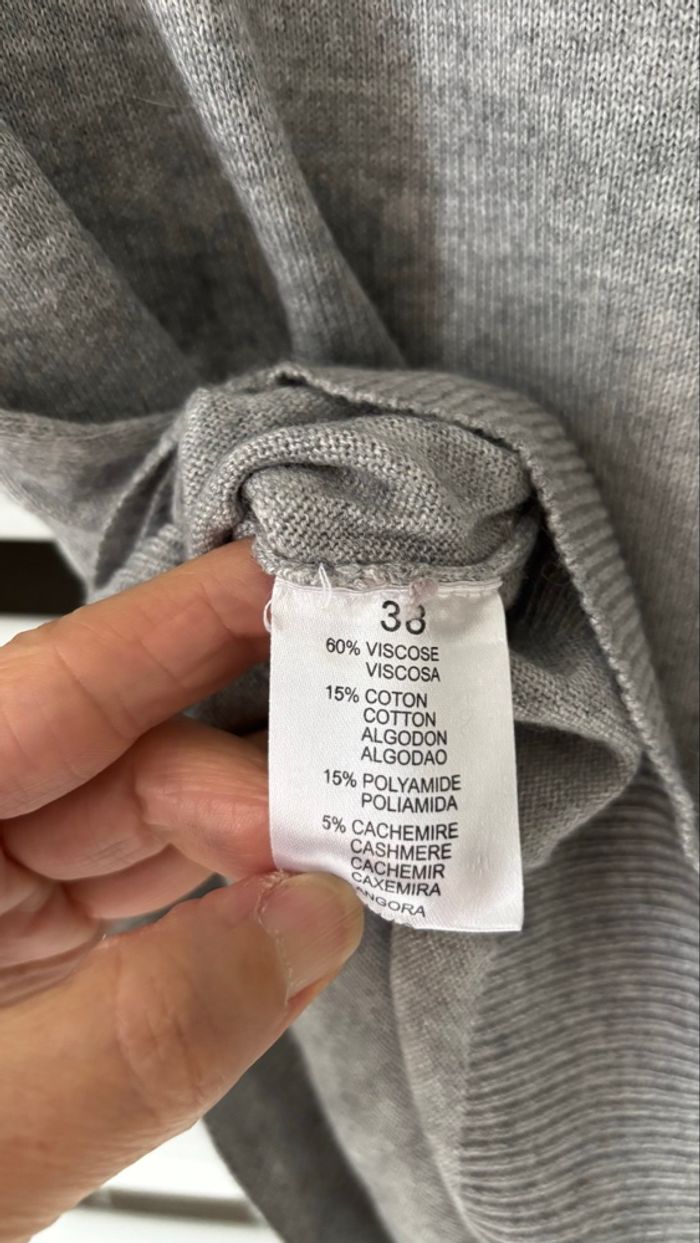 38
60% VISCOSE
VISCOSA
15% COTON
COTTON
ALGODON
ALGODAO
15% POLYAMIDE
POLIAMIDA
5% CACHEMIRE
CASHMERE
CACHEMIR
CAXEMIRA
ANGORA